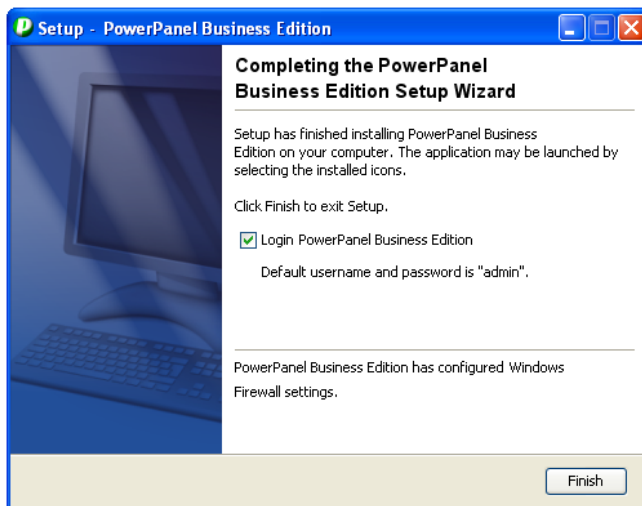 Setup - PowerPanel Business Edition
Completing the PowerPanel
Business Edition Setup Wizard
Setup has finished installing PowerPanel Business
Edition on your computer. The application may be launched by
selecting the installed icons.
Click Finish to exit Setup.
Login PowerPanel Business Edition
Default username and password is "admin".
PowerPanel Business Edition has configured Windows
Firewall settings.
Finish